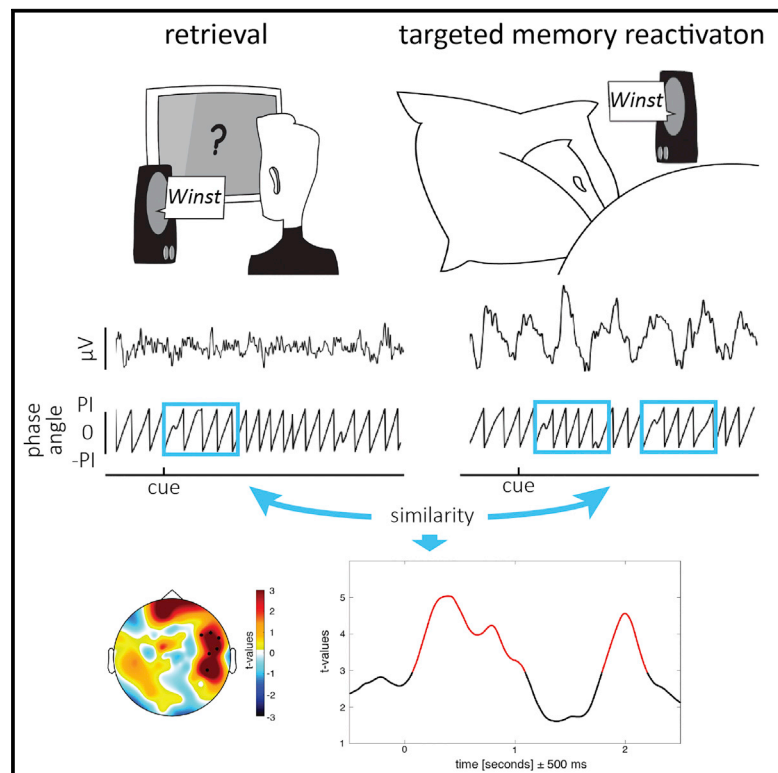 retrieval
targeted memory reactivaton
?
Winst
Winst
μV
phase angle
PI
0
-PI
cue
cue
similarity
3
2
1
0
-1
-2
-3
t-values
t-values
5
4
3
2
1
0
1
2
time [seconds] ± 500 ms